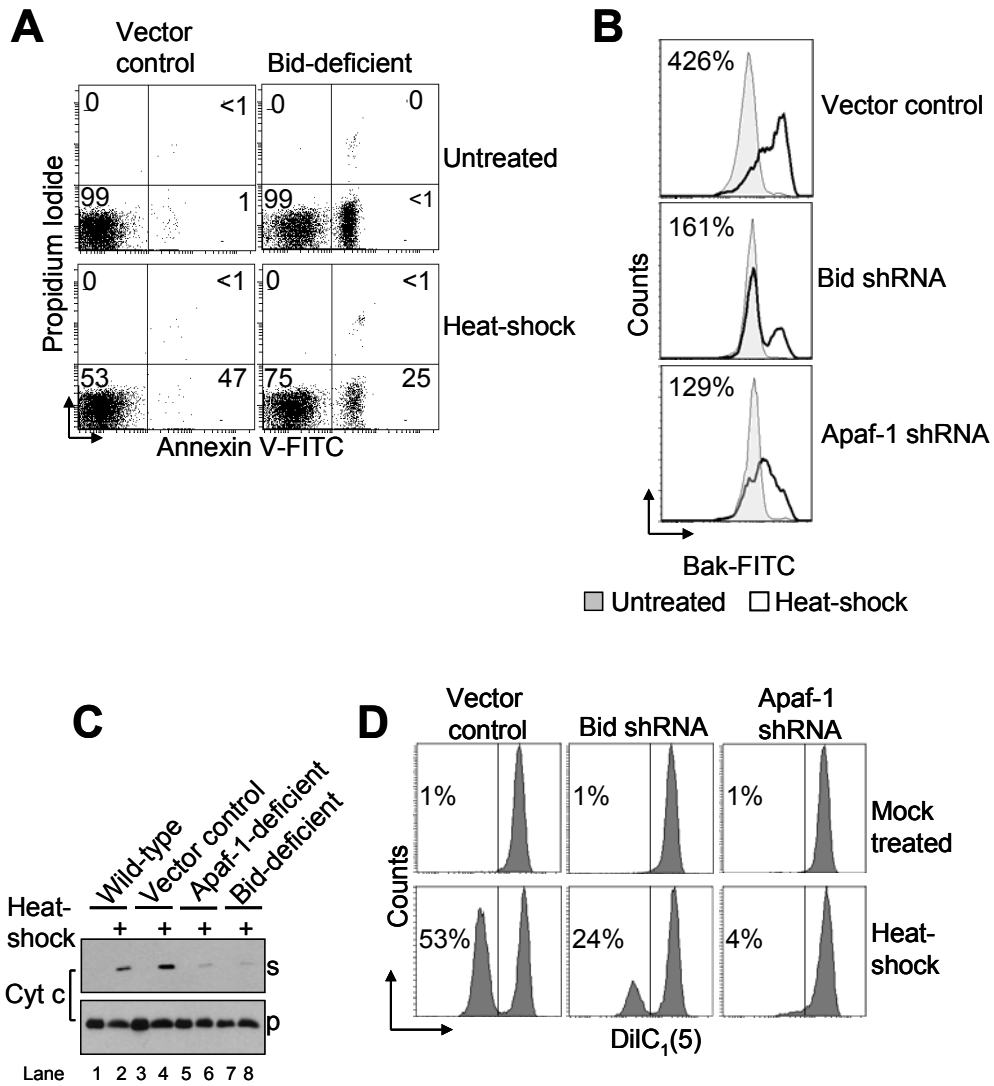 A
Vector
control
Bid-deficient
0
<1
0
0
Untreated
99
1
99
<1
Propidium Iodide
0
<1
0
<1
Heat-shock
53
47
75
25
Annexin V-FITC
B
426%
Vector control
161%
Bid shRNA
Counts
129%
Apaf-1 shRNA
Bak-FITC
Untreated Heat-shock
C
Wild-type
Vector control
Apaf-1-deficient
Bid-deficient
Heat-
shock
+ + + +
s
Cyt c
p
Lane 1 2 3 4 5 6 7 8
D
Vector
control
Bid shRNA
Apaf-1
shRNA
1%
1%
1%
Mock
treated
Counts
53%
24%
4%
Heat-
shock
DiIC1(5)